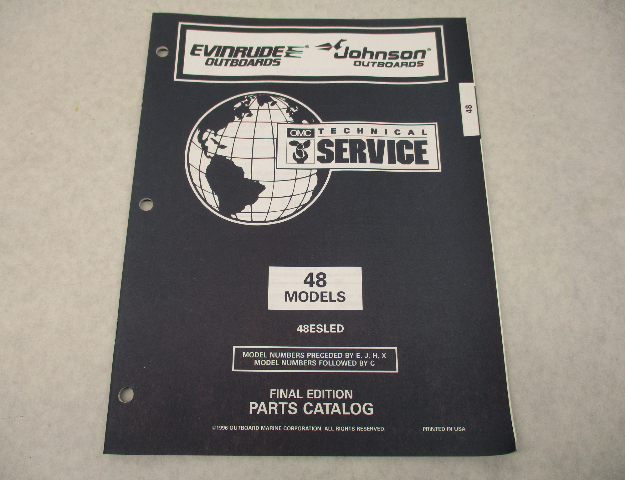 EVINRUDE
OUTBOARDS
Johnson®
OUTBOARDS
48
OMC TECHNICAL
SERVICE
48
MODELS
48ESLED
MODEL NUMBERS PRECEDED BY E, J, H, X
MODEL NUMBERS FOLLOWED BY C
FINAL EDITION
PARTS CATALOG
©1996 OUTBOARD MARINE CORPORATION. ALL RIGHTS RESERVED.
PRINTED IN USA